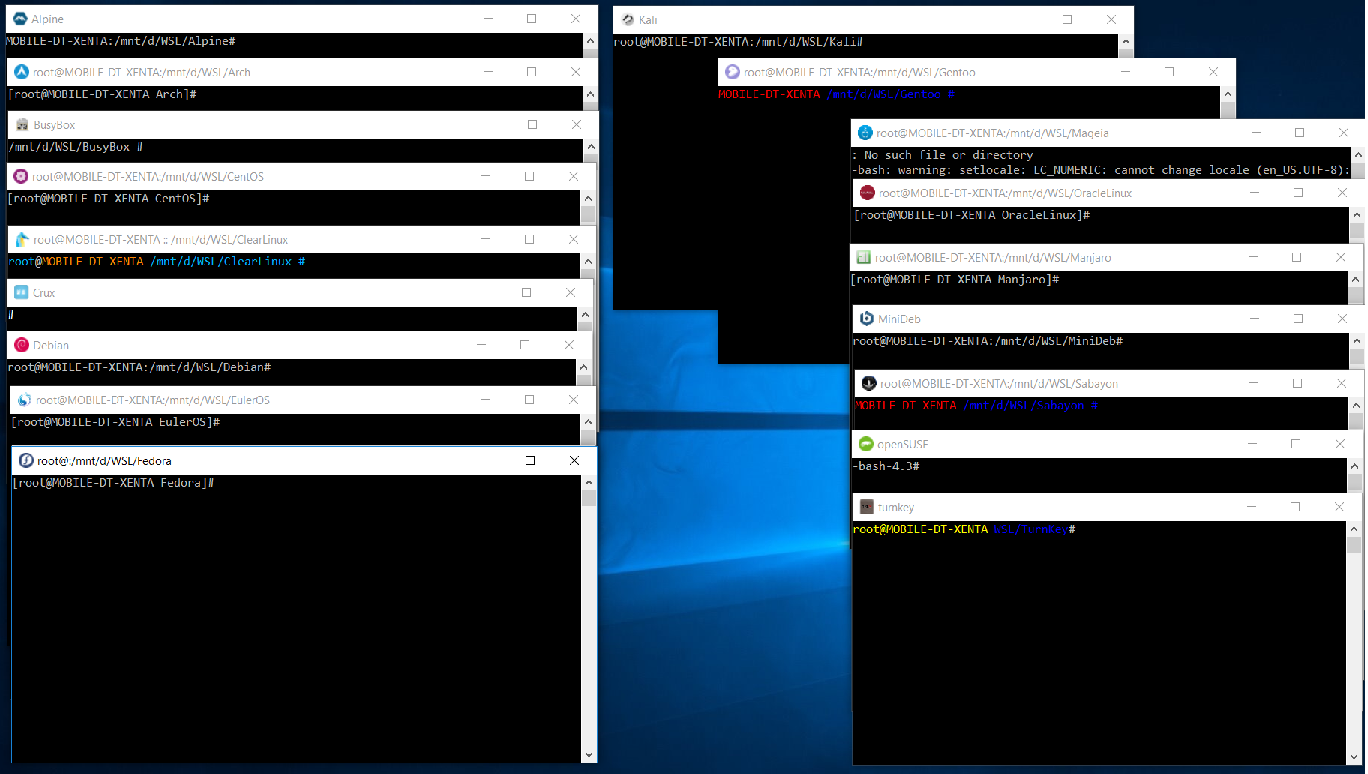 Alpine
MOBILE-DT-XENTA:/mnt/d/WSL/Alpine#
root@MOBILE-DT-XENTA:/mnt/d/WSL/Arch
[root@MOBILE-DT-XENTA Arch]#
BusyBox
/mnt/d/WSL/BusyBox #
root@MOBILE-DT-XENTA:/mnt/d/WSL/CentOS
[root@MOBILE-DT-XENTA CentOS]#
root@MOBILE-DT-XENTA :: /mnt/d/WSL/ClearLinux
root@MOBILE-DT-XENTA /mnt/d/WSL/ClearLinux #
Crux
#
Debian
root@MOBILE-DT-XENTA:/mnt/d/WSL/Debian#
root@MOBILE-DT-XENTA:/mnt/d/WSL/EulerOS
[root@MOBILE-DT-XENTA EulerOS]#
root@:/mnt/d/WSL/Fedora
[root@MOBILE-DT-XENTA Fedora]#
Kali
root@MOBILE-DT-XENTA:/mnt/d/WSL/Kali#
root@MOBILE-DT-XENTA:/mnt/d/WSL/Gentoo
MOBILE-DT-XENTA /mnt/d/WSL/Gentoo #
root@MOBILE-DT-XENTA:/mnt/d/WSL/Mageia
: No such file or directory
-bash: warning: setlocale: LC_NUMERIC: cannot change locale (en_US.UTF-8):
root@MOBILE-DT-XENTA:/mnt/d/WSL/OracleLinux
[root@MOBILE-DT-XENTA OracleLinux]#
root@MOBILE-DT-XENTA:/mnt/d/WSL/Manjaro
[root@MOBILE-DT-XENTA Manjaro]#
MiniDeb
root@MOBILE-DT-XENTA:/mnt/d/WSL/MiniDeb#
root@MOBILE-DT-XENTA:/mnt/d/WSL/Sabayon
MOBILE-DT-XENTA /mnt/d/WSL/Sabayon #
openSUSE
-bash-4.3#
turnkey
root@MOBILE-DT-XENTA WSL/TurnKey#